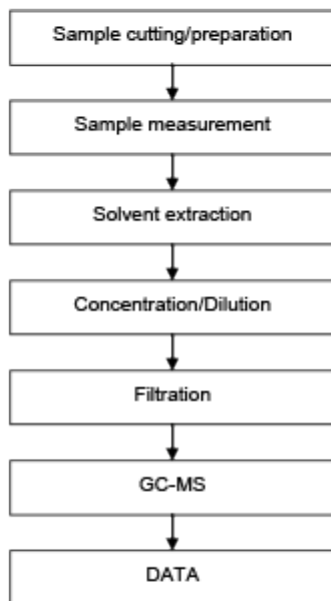 Sample cutting/preparation
Sample measurement
Solvent extraction
Concentration/Dilution
Filtration
GC-MS
DATA